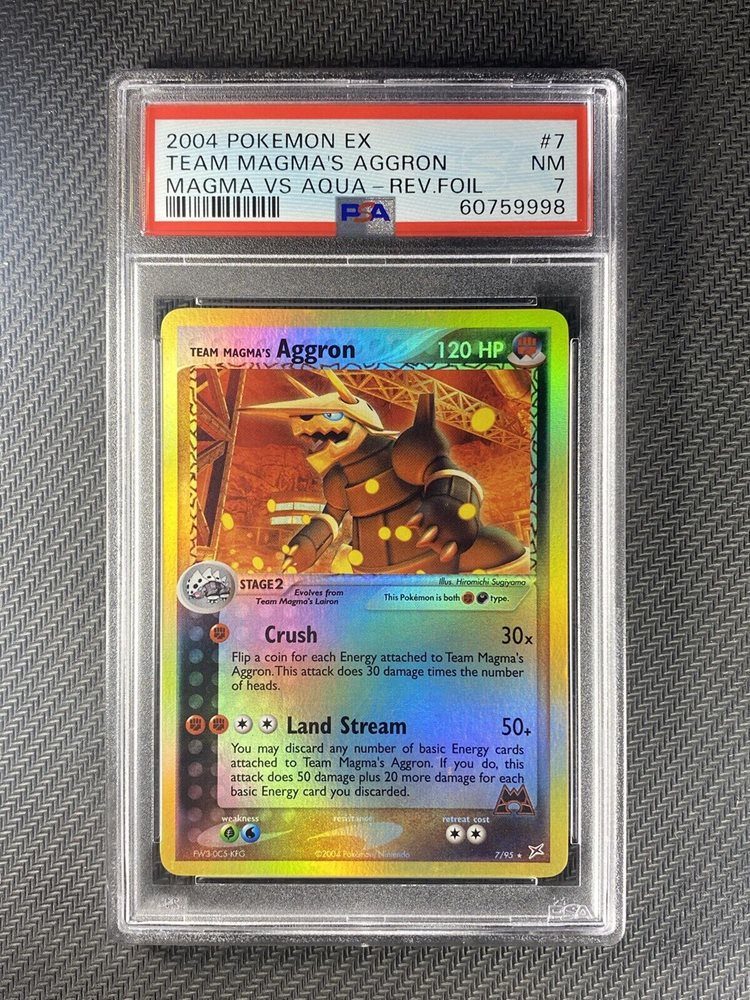 2004 POKEMON EX #7
TEAM MAGMA'S AGGRON NM
MAGMA VS AQUA – REV.FOIL 7
PSA 60759998
TEAM MAGMA'S Aggron 120 HP
Illus. Hiromichi Sugiyama
STAGE2 Evolves from
Team Magma's Lairon
This Pokémon is both type.
Crush 30x
Flip a coin for each Energy attached to Team Magma's
Aggron. This attack does 30 damage times the number
of heads.
Land Stream 50+
You may discard any number of basic Energy cards
attached to Team Magma's Aggron. If you do, this
attack does 50 damage plus 20 more damage for each
basic Energy card you discarded.
weakness resistance retreat cost
FW3-0C5-KFG ©2004 Pokémon/Nintendo 7/95 ★
PSA